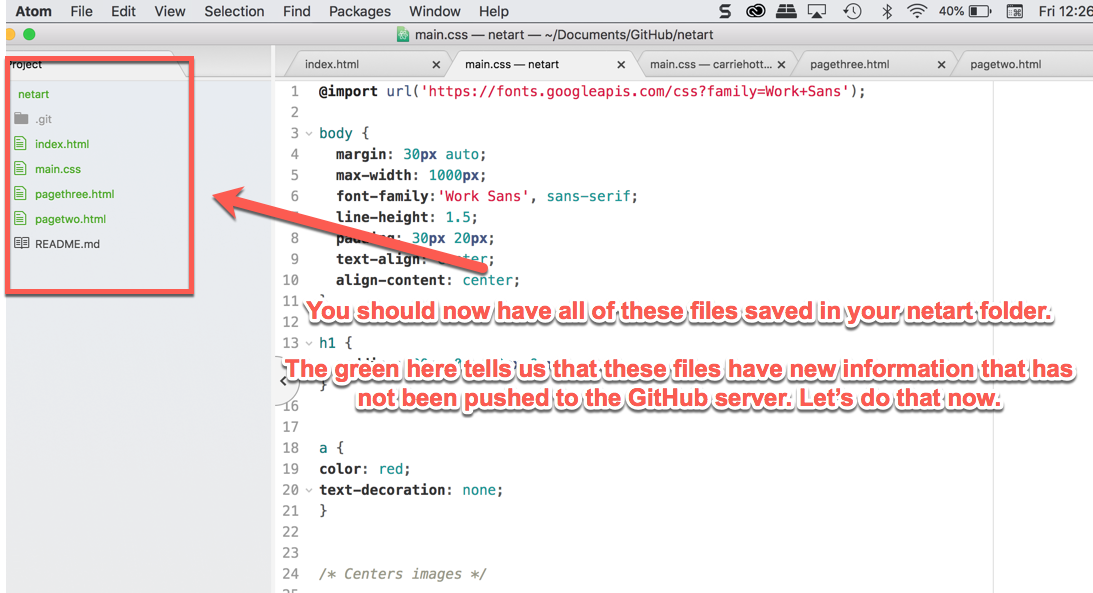 Atom File Edit View Selection Find Packages Window Help 40% Fri 12:26
main.css — netart — ~/Documents/GitHub/netart
Project
netart
.git
index.html
main.css
pagethree.html
pagetwo.html
README.md
index.html × main.css — netart × main.css — carriehott... × pagethree.html × pagetwo.html
1 @import url('https://fonts.googleapis.com/css?family=Work+Sans');
2
3 body {
4 margin: 30px auto;
5 max-width: 1000px;
6 font-family:'Work Sans', sans-serif;
line-height: 1.5;
8 padding: 30px 20px;
9 text-align: center;
10 align-content: center;
11 }
You should now have all of these files saved in your netart folder.
12
13 h1 {
The green here tells us that these files have new information that has
not been pushed to the GitHub server. Let's do that now.
}
16
17
18 a {
19 color: red;
20 text-decoration: none;
21 }
22
23
24 /* Centers images */
25